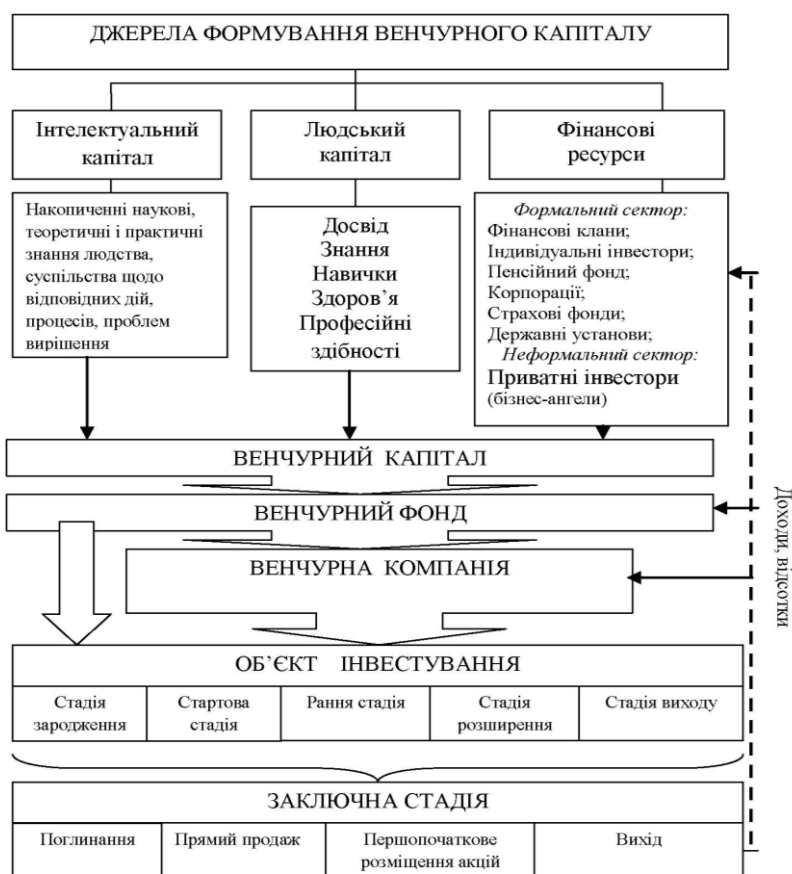 ДЖЕРЕЛА ФОРМУВАННЯ ВЕНЧУРНОГО КАПІТАЛУ
Інтелектуальний
капітал
Людський
капітал
Фінансові
ресурси
Накопиченні наукові,
теоретичні і практичні
знання людства,
суспільства щодо
відповідних дій,
процесів, проблем
вирішення
Досвід
Знання
Навички
Здоров’я
Професійні
здібності
Формальний сектор:
Фінансові клани;
Індивідуальні інвестори;
Пенсійний фонд;
Корпорації;
Страхові фонди;
Державні установи;
Неформальний сектор:
Приватні інвестори
(бізнес-ангели)
ВЕНЧУРНИЙ КАПІТАЛ
ВЕНЧУРНИЙ ФОНД
ВЕНЧУРНА КОМПАНІЯ
Доходи, відсотки
ОБ’ЄКТ ІНВЕСТУВАННЯ
Стадія
зародження
Стартова
стадія
Рання стадія
Стадія
розширення
Стадія виходу
ЗАКЛЮЧНА СТАДІЯ
Поглинання
Прямий продаж
Першопочаткове
розміщення акцій
Вихід